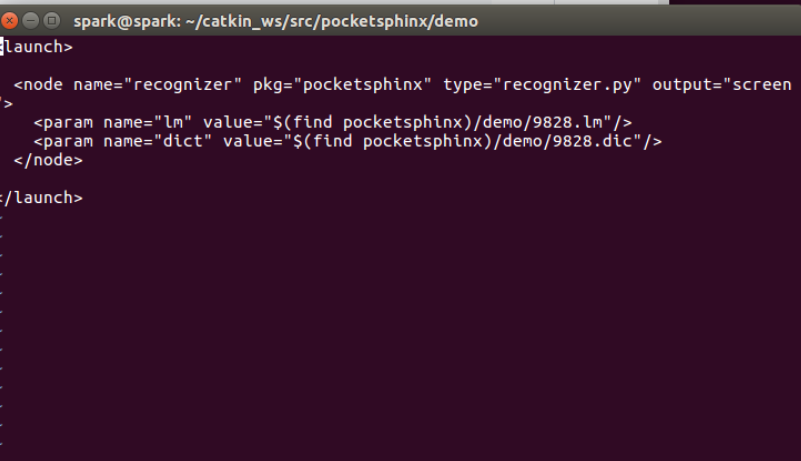 spark@spark: ~/catkin_ws/src/pocketsphinx/demo
<launch>
<node name="recognizer" pkg="pocketsphinx" type="recognizer.py" output="screen
">
<param name="lm" value="$(find pocketsphinx)/demo/9828.lm"/>
<param name="dict" value="$(find pocketsphinx)/demo/9828.dic"/>
</node>
</launch>
~
~
~
~
~
~
~
~
~
~
~
~
~